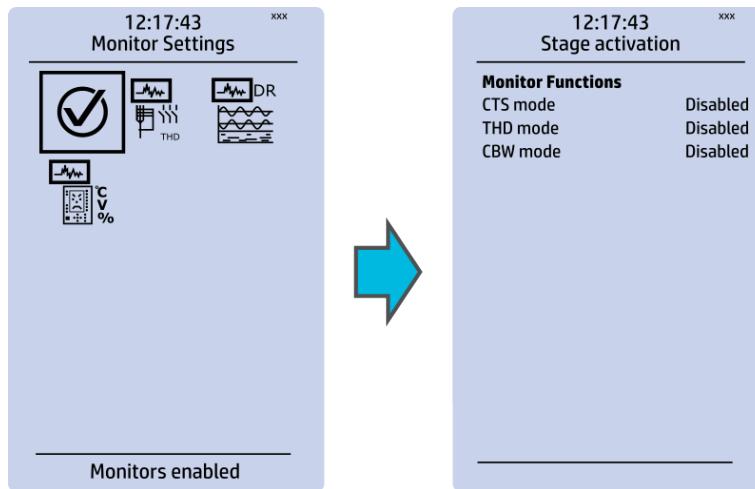 12:17:43
xxx
Monitor Settings
DR
THD
°C
V
%
Monitors enabled
12:17:43
xxx
Stage activation
Monitor Functions
CTS mode Disabled
THD mode Disabled
CBW mode Disabled